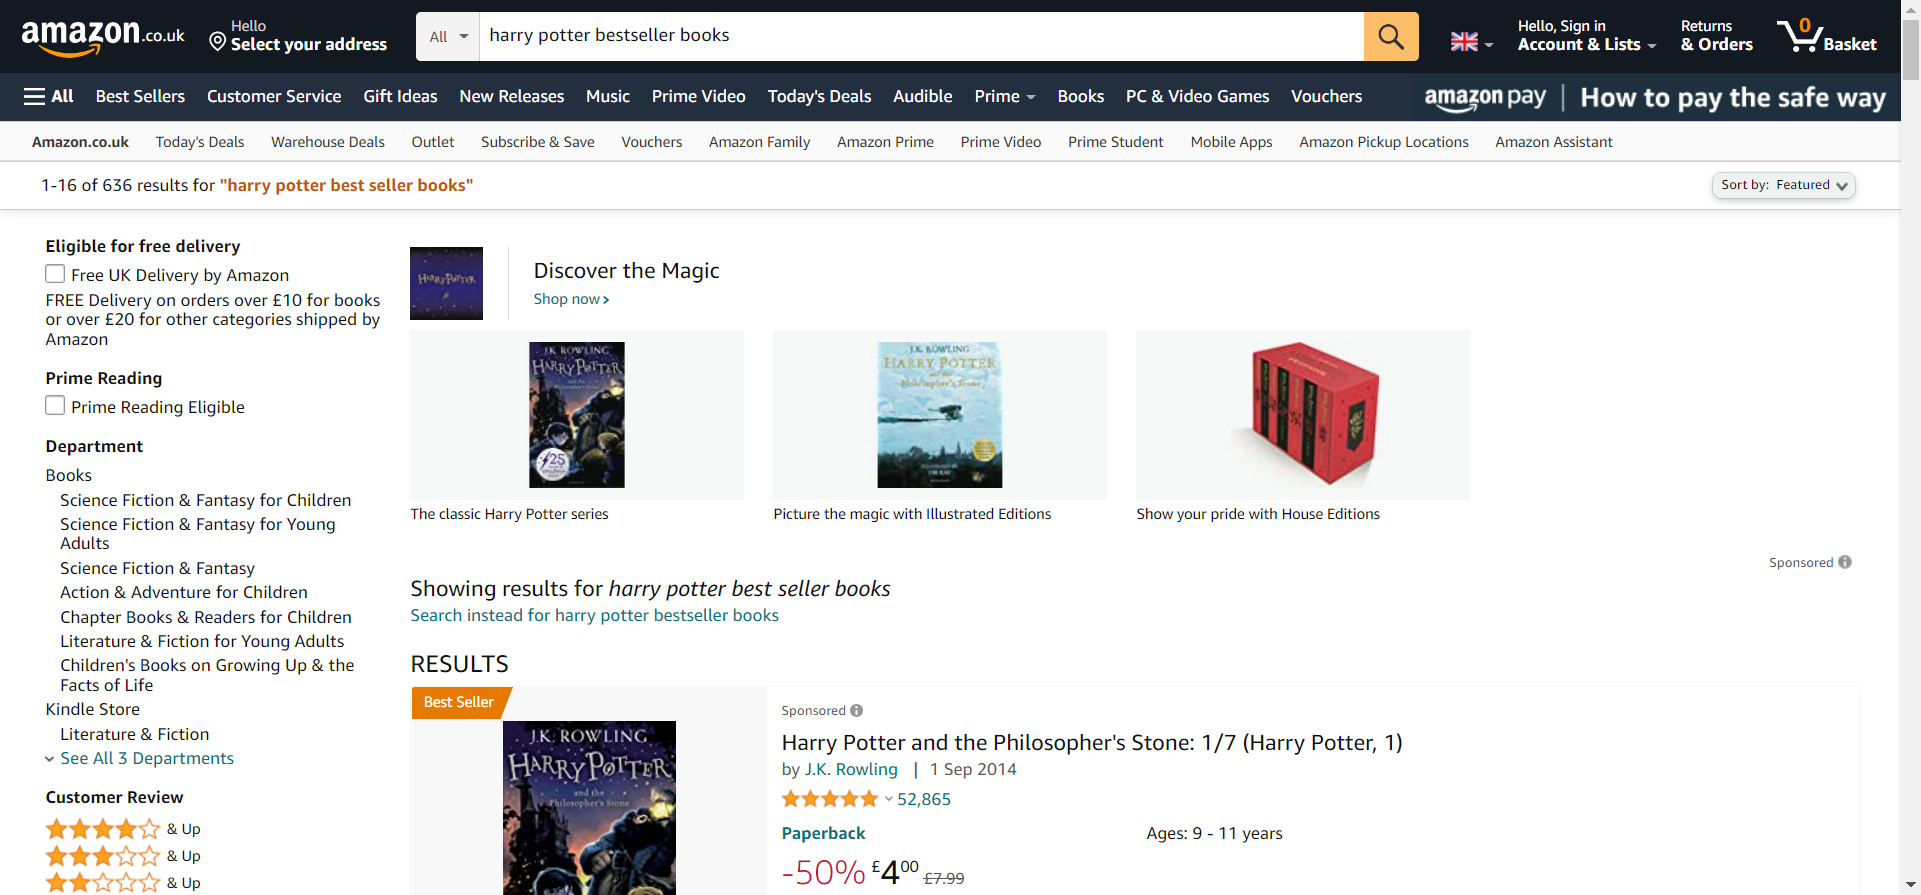 amazon.co.uk
Hello
Select your address
All
harry potter bestseller books
Hello, Sign in
Account & Lists
Returns
& Orders
0
Basket
All Best Sellers Customer Service Gift Ideas New Releases Music Prime Video Today's Deals Audible Prime Books PC & Video Games Vouchers
amazon pay | How to pay the safe way
Amazon.co.uk Today's Deals Warehouse Deals Outlet Subscribe & Save Vouchers Amazon Family Amazon Prime Prime Video Prime Student Mobile Apps Amazon Pickup Locations Amazon Assistant
1-16 of 636 results for "harry potter best seller books"
Sort by: Featured
Eligible for free delivery
Free UK Delivery by Amazon
FREE Delivery on orders over £10 for books
or over £20 for other categories shipped by
Amazon
Prime Reading
Prime Reading Eligible
Department
Books
Science Fiction & Fantasy for Children
Science Fiction & Fantasy for Young
Adults
Science Fiction & Fantasy
Action & Adventure for Children
Chapter Books & Readers for Children
Literature & Fiction for Young Adults
Children's Books on Growing Up & the
Facts of Life
Kindle Store
Literature & Fiction
See All 3 Departments
Customer Review
& Up
& Up
& Up
HARRY POTTER
Discover the Magic
Shop now
J.K. ROWLING
HARRY POTTER
and the
Philosopher's Stone
25
The classic Harry Potter series
J.K. ROWLING
HARRY POTTER
and the
Philosopher's Stone
Picture the magic with Illustrated Editions
Show your pride with House Editions
Sponsored
Showing results for harry potter best seller books
Search instead for harry potter bestseller books
RESULTS
Best Seller
J.K. ROWLING
HARRY POTTER
and the
Philosopher's Stone
Sponsored
Harry Potter and the Philosopher's Stone: 1/7 (Harry Potter, 1)
by J.K. Rowling | 1 Sep 2014
52,865
Paperback
Ages: 9 - 11 years
-50% £400 £7.99